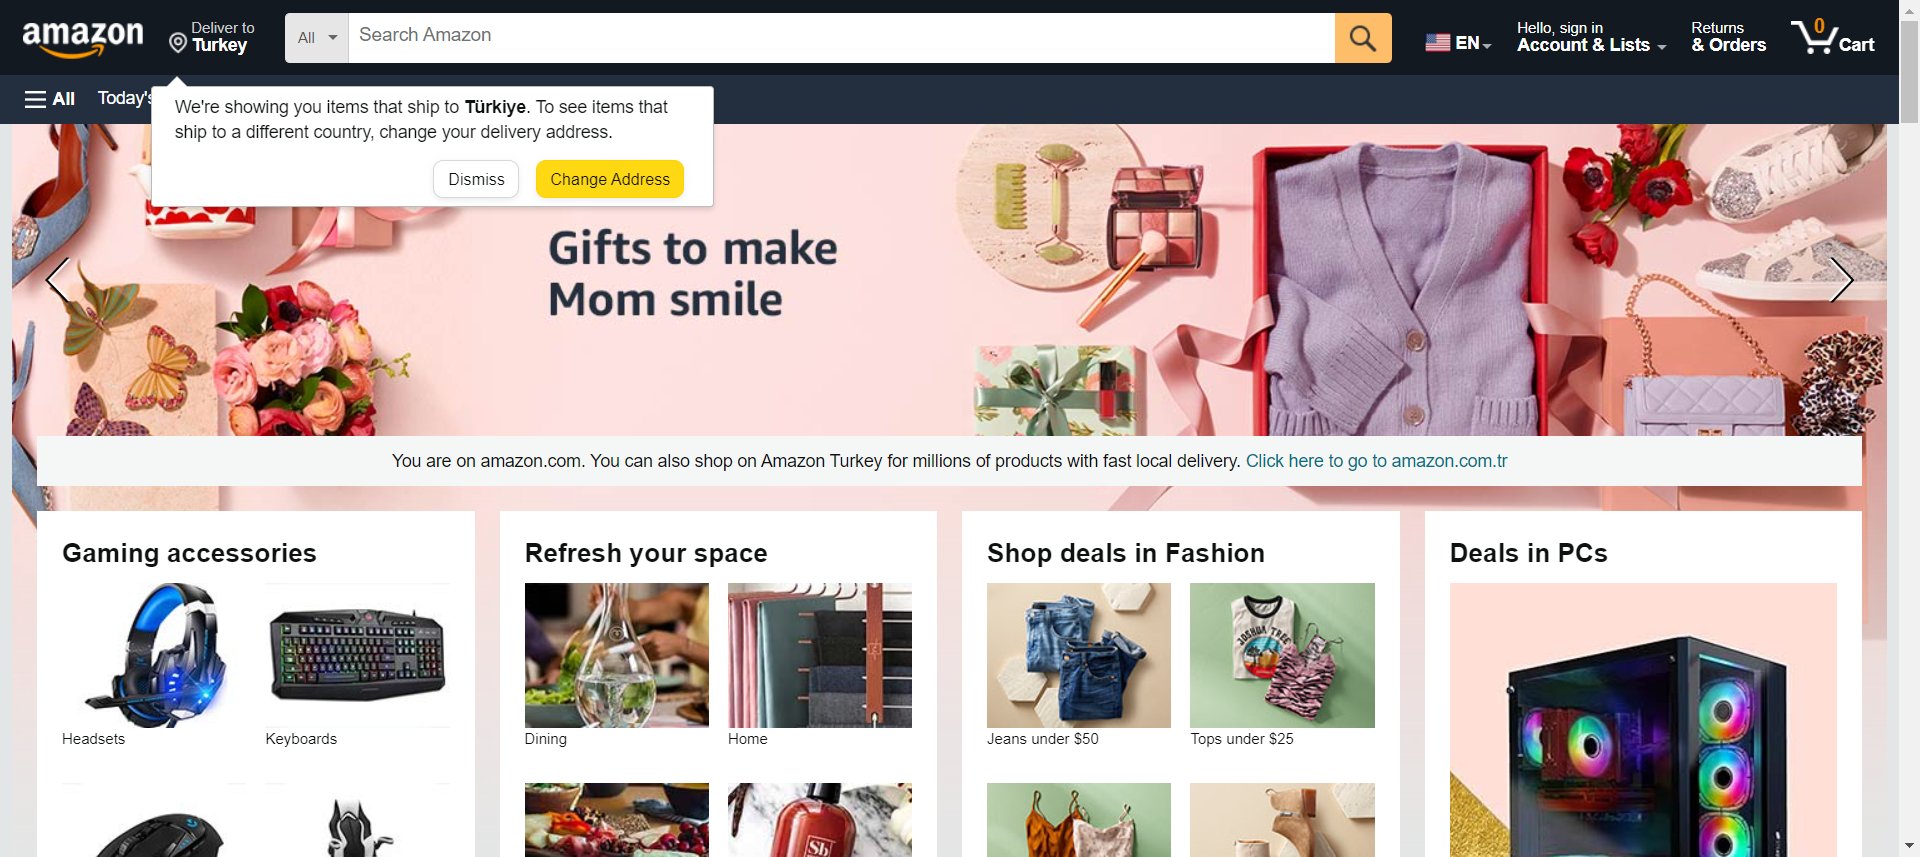 amazon
Deliver to
Turkey
All
Search Amazon
EN
Hello, sign in
Account & Lists
Returns
& Orders
0
Cart
All
Today's
We're showing you items that ship to Türkiye. To see items that
ship to a different country, change your delivery address.
Dismiss
Change Address
Gifts to make
Mom smile
You are on amazon.com. You can also shop on Amazon Turkey for millions of products with fast local delivery. Click here to go to amazon.com.tr
Gaming accessories
Headsets
Keyboards
Refresh your space
Dining
Home
Shop deals in Fashion
JOSHUA TREE
Jeans under $50
Tops under $25
Deals in PCs
Sb